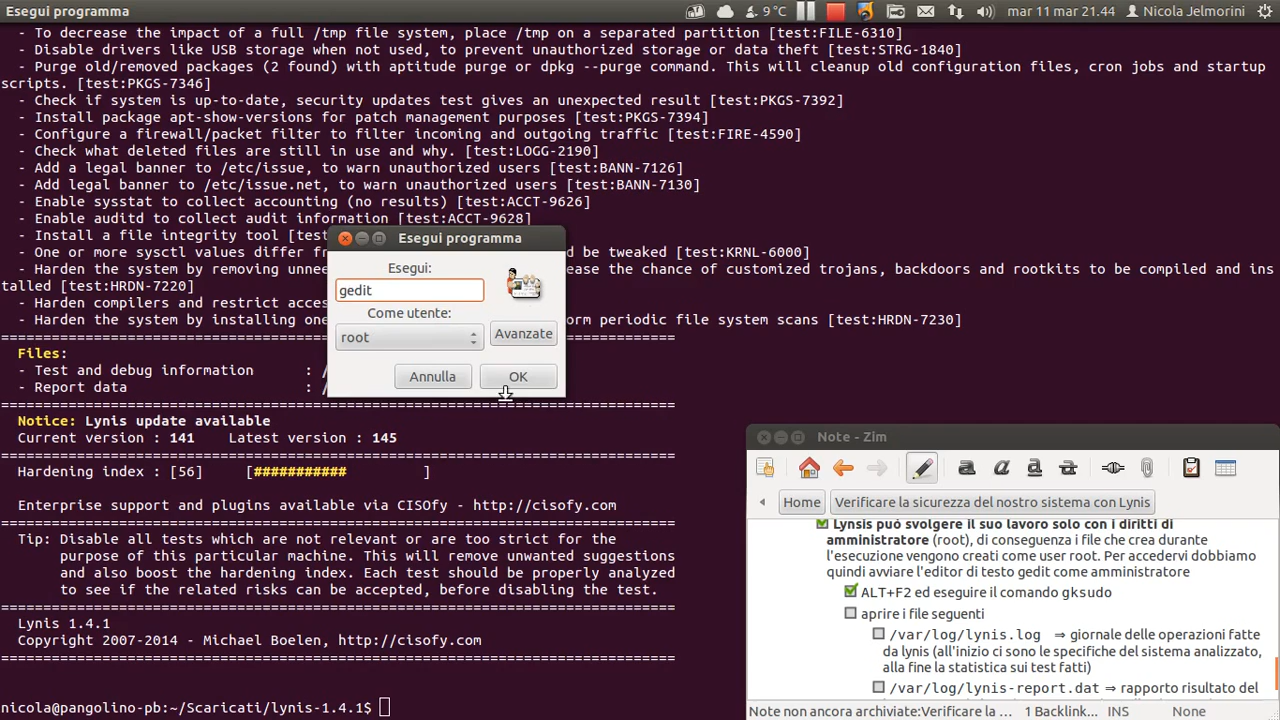 Esegui programma
9 °C
mar 11 mar 21.44
Nicola Jelmorini
- To decrease the impact of a full /tmp file system, place /tmp on a separated partition [test:FILE-6310]
- Disable drivers like USB storage when not used, to prevent unauthorized storage or data theft [test:STRG-1840]
- Purge old/removed packages (2 found) with aptitude purge or dpkg --purge command. This will cleanup old configuration files, cron jobs and startup
scripts. [test:PKGS-7346]
- Check if system is up-to-date, security updates test gives an unexpected result [test:PKGS-7392]
- Install package apt-show-versions for patch management purposes [test:PKGS-7394]
- Configure a firewall/packet filter to filter incoming and outgoing traffic [test:FIRE-4590]
- Check what deleted files are still in use and why. [test:LOGG-2190]
- Add a legal banner to /etc/issue, to warn unauthorized users [test:BANN-7126]
- Add legal banner to /etc/issue.net, to warn unauthorized users [test:BANN-7130]
- Enable sysstat to collect accounting (no results) [test:ACCT-9626]
- Enable auditd to collect audit information [test:ACCT-9628]
- Install a file integrity tool [test
- One or more sysctl values differ fr d be tweaked [test:KRNL-6000]
- Harden the system by removing unnee ease the chance of customized trojans, backdoors and rootkits to be compiled and ins
talled [test:HRDN-7220]
- Harden compilers and restrict acces
- Harden the system by installing one orm periodic file system scans [test:HRDN-7230]
Esegui programma
Esegui:
gedit
Come utente:
root
Avanzate
Annulla
OK
================================================================================
Files:
- Test and debug information : /
- Report data : /
================================================================================
Notice: Lynis update available
Current version : 141 Latest version : 145
================================================================================
Hardening index : [56] [########### ]
Enterprise support and plugins available via CISOfy - http://cisofy.com
================================================================================
Tip: Disable all tests which are not relevant or are too strict for the
purpose of this particular machine. This will remove unwanted suggestions
and also boost the hardening index. Each test should be properly analyzed
to see if the related risks can be accepted, before disabling the test.
================================================================================
Lynis 1.4.1
Copyright 2007-2014 - Michael Boelen, http://cisofy.com
================================================================================
nicola@pangolino-pb:~/Scaricati/lynis-1.4.1$
Note - Zim
Home
Verificare la sicurezza del nostro sistema con Lynis
Lynsis può svolgere il suo lavoro solo con i diritti di
amministratore (root), di conseguenza i file che crea durante
l'esecuzione vengono creati come user root. Per accedervi dobbiamo
quindi avviare l'editor di testo gedit come amministratore
ALT+F2 ed eseguire il comando gksudo
aprire i file seguenti
/var/log/lynis.log ⇒ giornale delle operazioni fatte
da lynis (all'inizio ci sono le specifiche del sistema analizzato,
alla fine la statistica sui test fatti)
/var/log/lynis-report.dat ⇒ rapporto risultato del
Note non ancora archiviate:Verificare la ...
1 Backlink...
INS
None